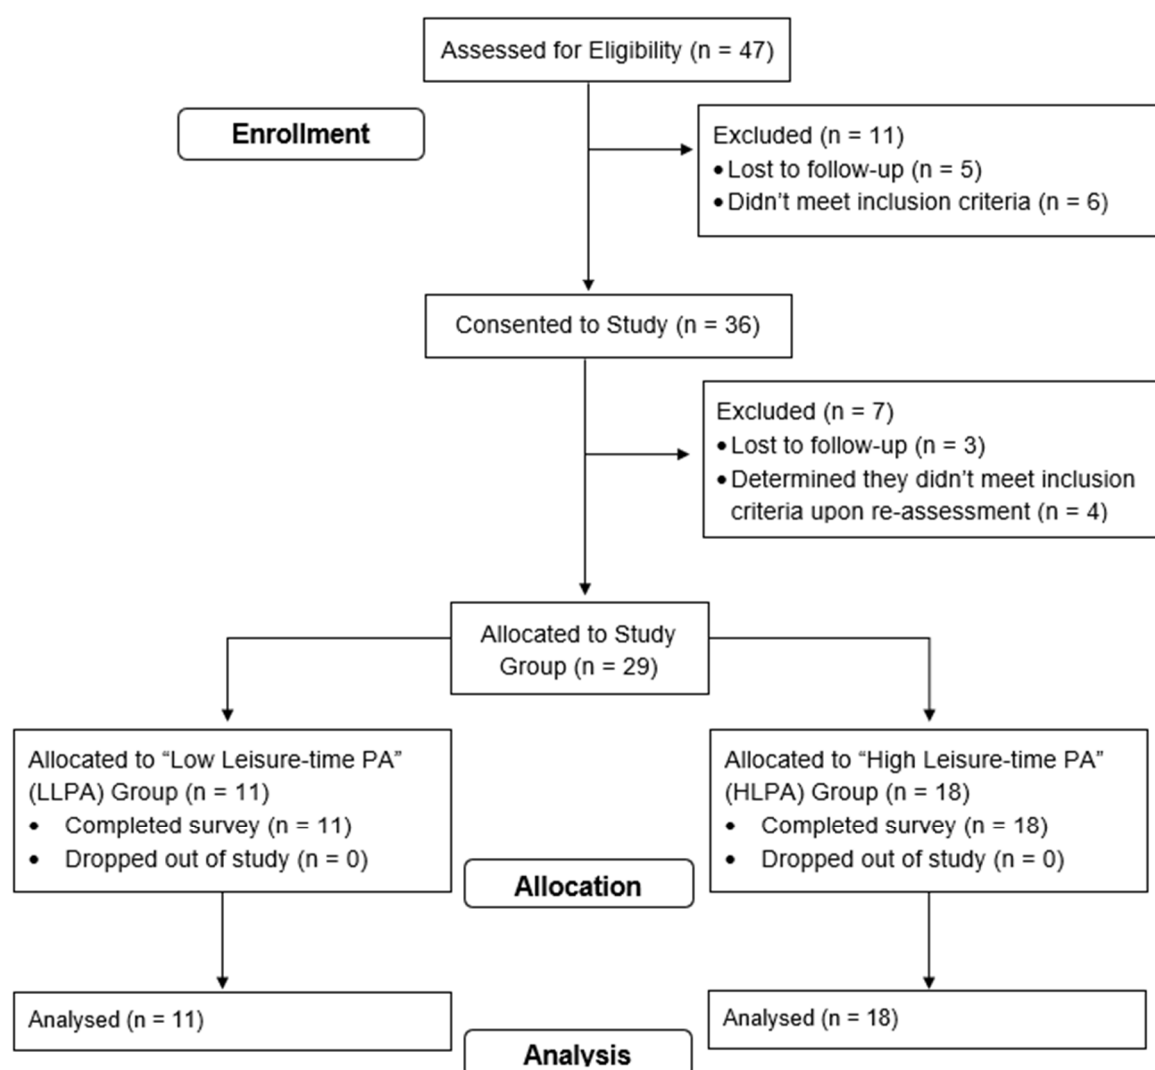 Assessed for Eligibility (n = 47)
Enrollment
Excluded (n = 11)
• Lost to follow-up (n = 5)
• Didn’t meet inclusion criteria (n = 6)
Consented to Study (n = 36)
Excluded (n = 7)
• Lost to follow-up (n = 3)
• Determined they didn’t meet inclusion
criteria upon re-assessment (n = 4)
Allocated to Study
Group (n = 29)
Allocated to “Low Leisure-time PA”
(LLPA) Group (n = 11)
• Completed survey (n = 11)
• Dropped out of study (n = 0)
Allocated to “High Leisure-time PA”
(HLPA) Group (n = 18)
• Completed survey (n = 18)
• Dropped out of study (n = 0)
Allocation
Analysed (n = 11)
Analysed (n = 18)
Analysis